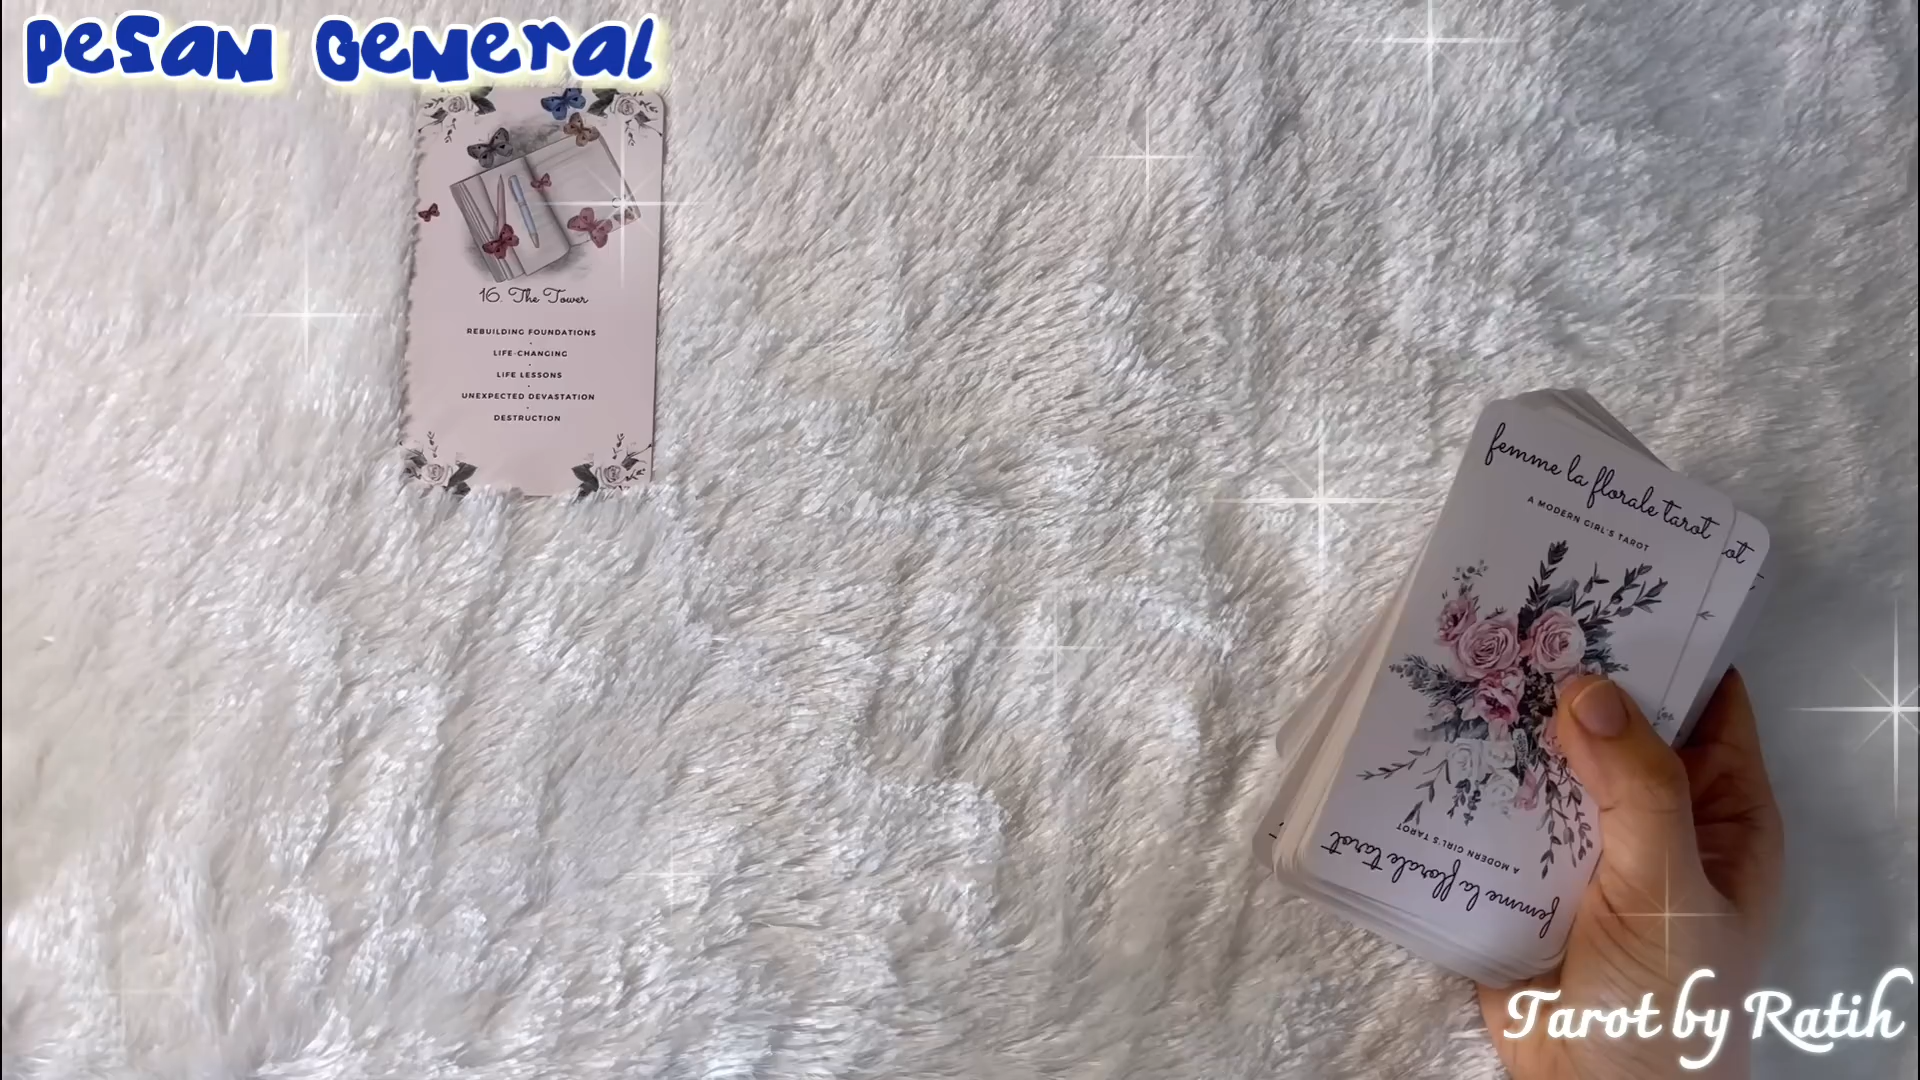 Pesan General
16. The Tower
REBUILDING FOUNDATIONS
LIFE-CHANGING
LIFE LESSONS
UNEXPECTED DEVASTATION
DESTRUCTION
femme la florale tarot
A MODERN GIRL'S TAROT
ot
A MODERN GIRL'S TAROT
femme la florale tarot
Tarot by Ratih